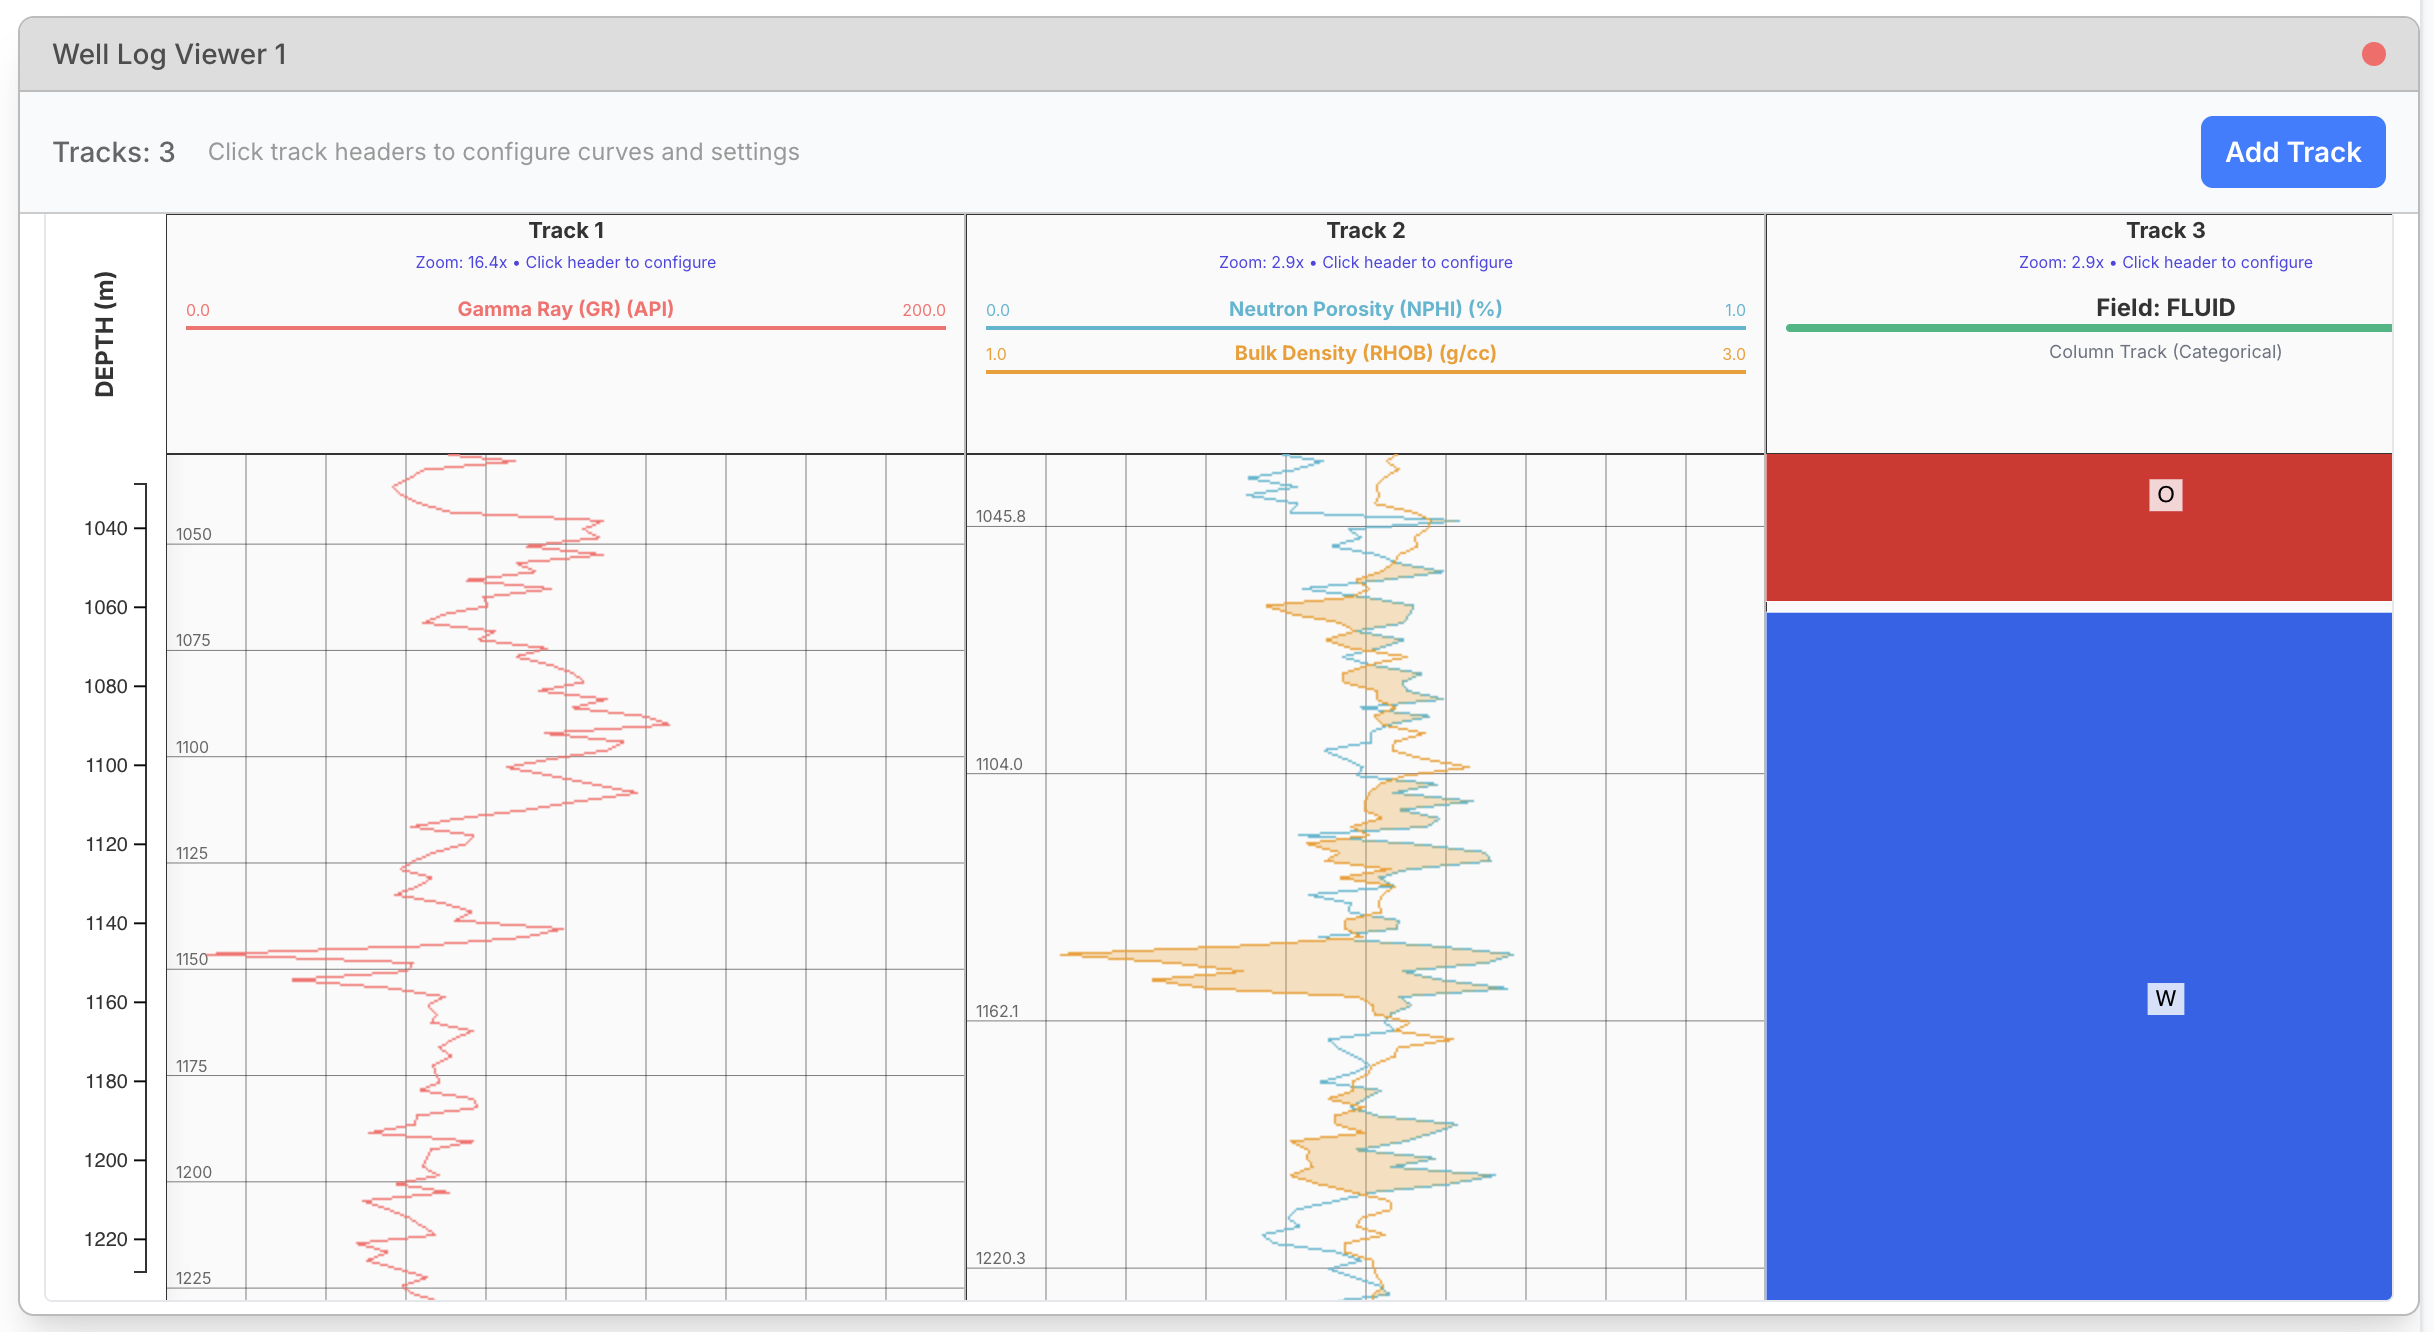 Well Log Viewer 1
Tracks: 3 Click track headers to configure curves and settings
Add Track
DEPTH (m)
1040
1060
1080
1100
1120
1140
1160
1180
1200
1220
Track 1
Zoom: 16.4x • Click header to configure
0.0 Gamma Ray (GR) (API) 200.0
1050
1075
1100
1125
1150
1175
1200
1225
Track 2
Zoom: 2.9x • Click header to configure
0.0 Neutron Porosity (NPHI) (%) 1.0
1.0 Bulk Density (RHOB) (g/cc) 3.0
1045.8
1104.0
1162.1
1220.3
Track 3
Zoom: 2.9x • Click header to configure
Field: FLUID
Column Track (Categorical)
O
W